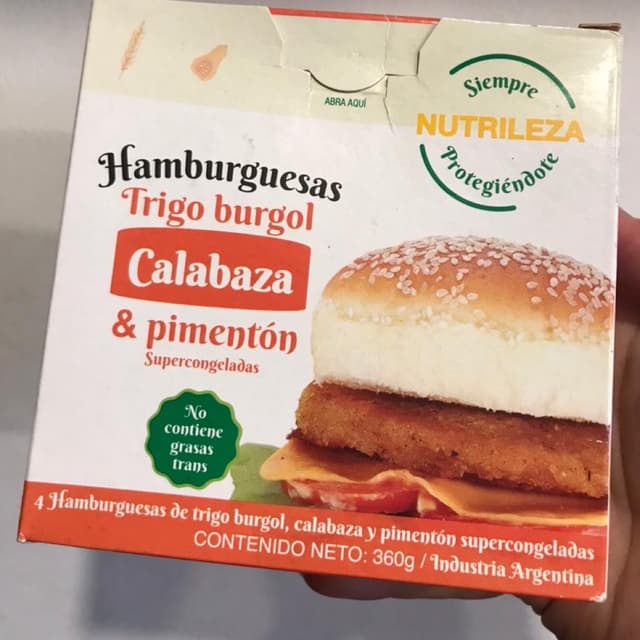 ABRA AQUÍ
Siempre
NUTRILEZA
Protegiéndote
Hamburguesas
Trigo burgol
Calabaza
& pimentón
Supercongeladas
No
contiene
grasas
trans
4 Hamburguesas de trigo burgol, calabaza y pimentón supercongeladas
CONTENIDO NETO: 360g / Industria Argentina